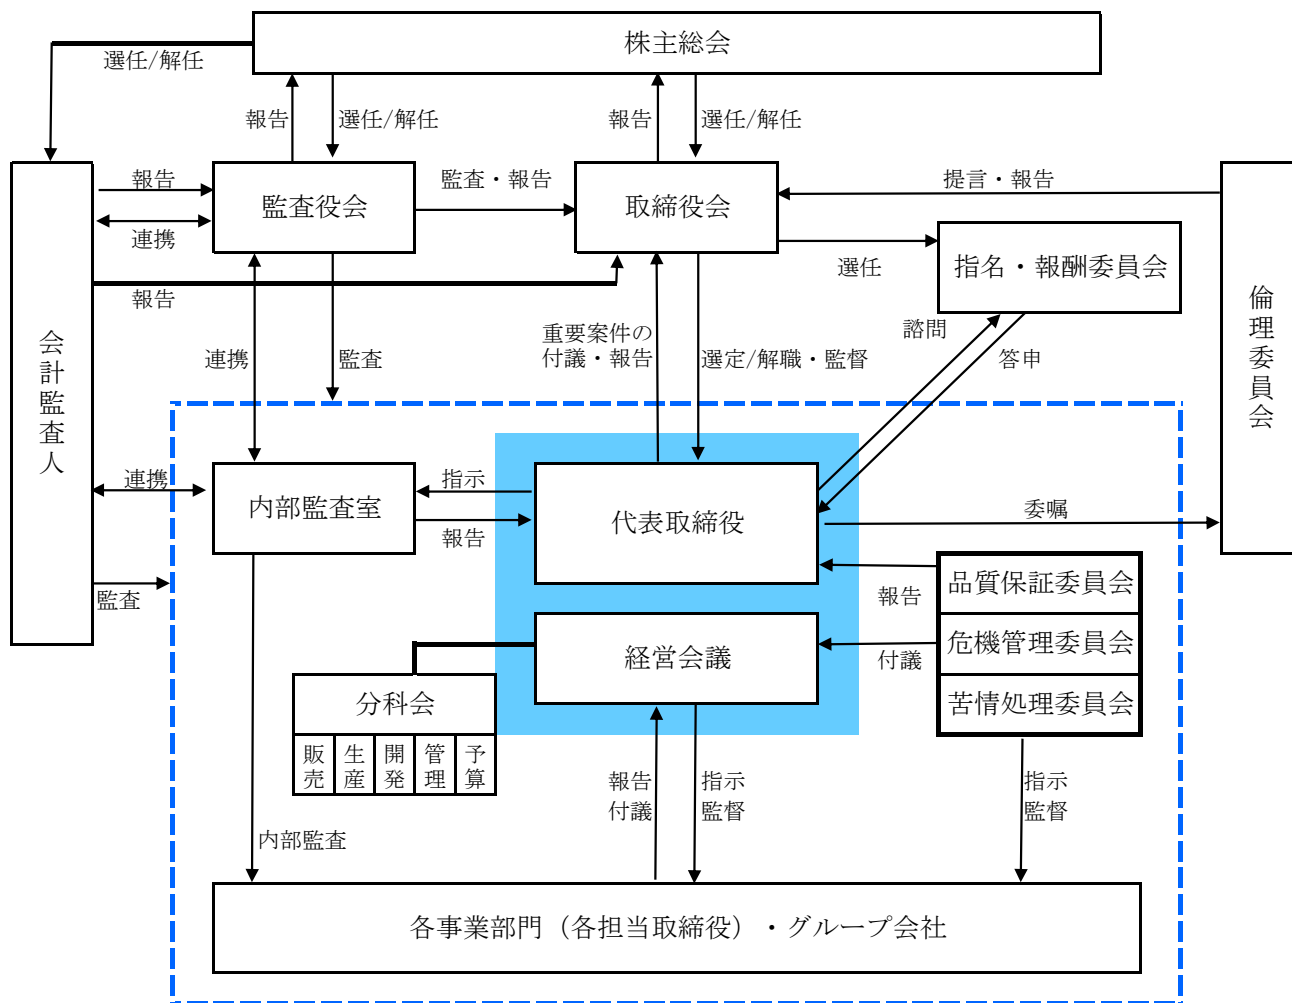 株主総会
選任/解任
報告
選任/解任
報告
選任/解任
報告
監査役会
監査・報告
取締役会
提言・報告
連携
選任
指名・報酬委員会
報告
会計監査人
倫理委員会
連携
監査
重要案件の
付議・報告
選定/解職・監督
諮問
答申
連携
内部監査室
指示
報告
代表取締役
委嘱
監査
報告
品質保証委員会
経営会議
付議
危機管理委員会
苦情処理委員会
分科会
販売
生産
開発
管理
予算
報告
付議
指示
監督
指示
監督
内部監査
各事業部門（各担当取締役）・グループ会社